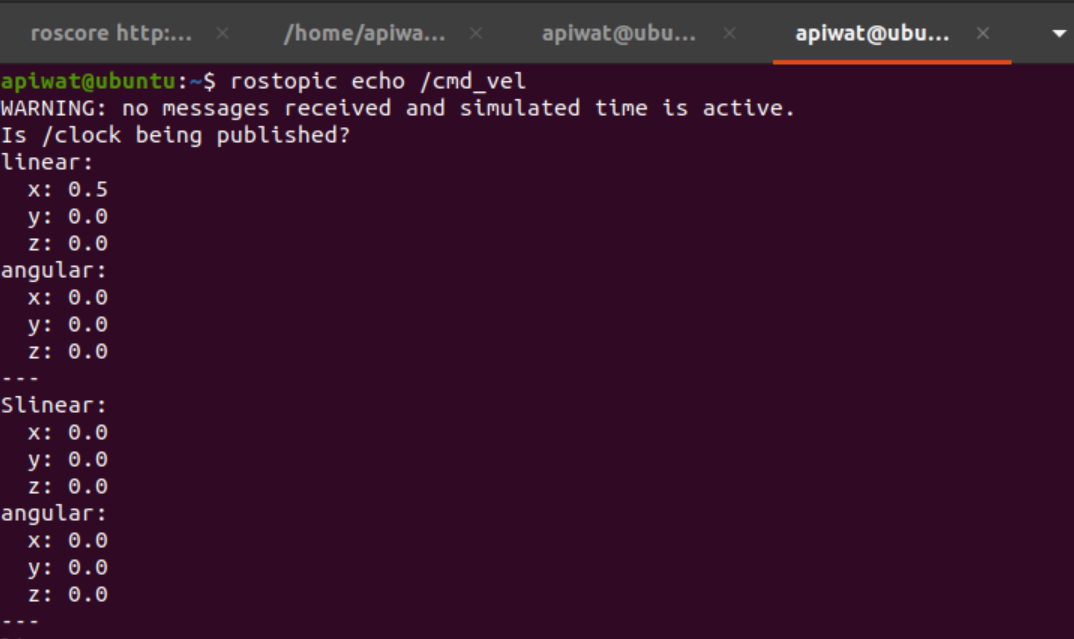 roscore http:... × /home/apiwa... × apiwat@ubu... × apiwat@ubu... ×
apiwat@ubuntu:~$ rostopic echo /cmd_vel
WARNING: no messages received and simulated time is active.
Is /clock being published?
linear:
  x: 0.5
  y: 0.0
  z: 0.0
angular:
  x: 0.0
  y: 0.0
  z: 0.0
---
Slinear:
  x: 0.0
  y: 0.0
  z: 0.0
angular:
  x: 0.0
  y: 0.0
  z: 0.0
---